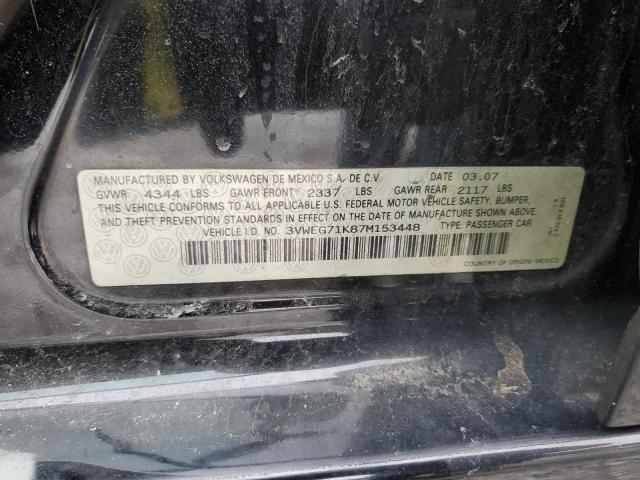 MANUFACTURED BY VOLKSWAGEN DE MEXICO S.A. DE C.V. DATE 03.07
GVWR 4344 LBS GAWR FRONT 2337 LBS GAWR REAR 2117 LBS
THIS VEHICLE CONFORMS TO ALL APPLICABLE U.S. FEDERAL MOTOR VEHICLE SAFETY, BUMPER,
AND THEFT PREVENTION STANDARDS IN EFFECT ON THE DATE OF MANUFACTURE SHOWN ABOVE.
VEHICLE I.D. NO. 3VWEG71K87M153448 TYPE: PASSENGER CAR
COUNTRY OF ORIGIN: MEXICO